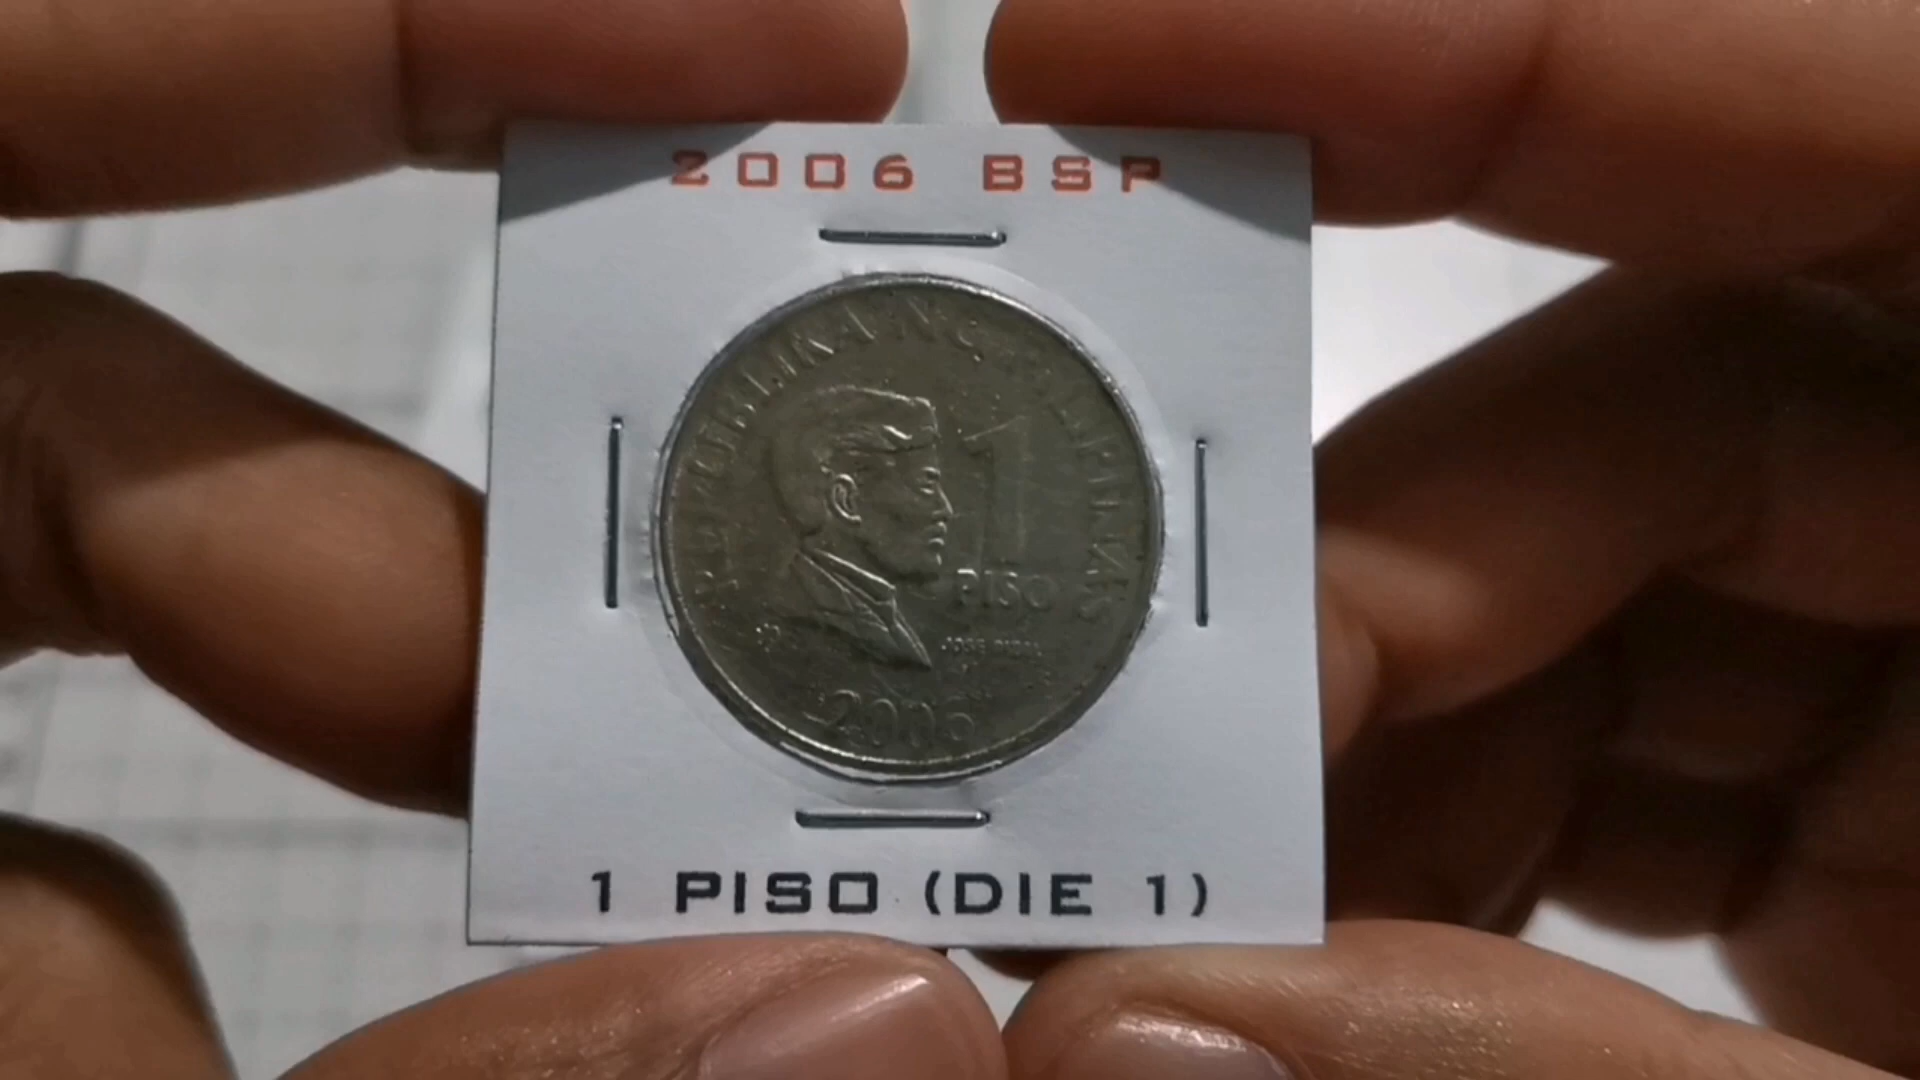 2006 BSP
REPUBLIKA NG PILIPINAS
1
PISO
JOSE RIZAL
2006
1 PISO (DIE 1)